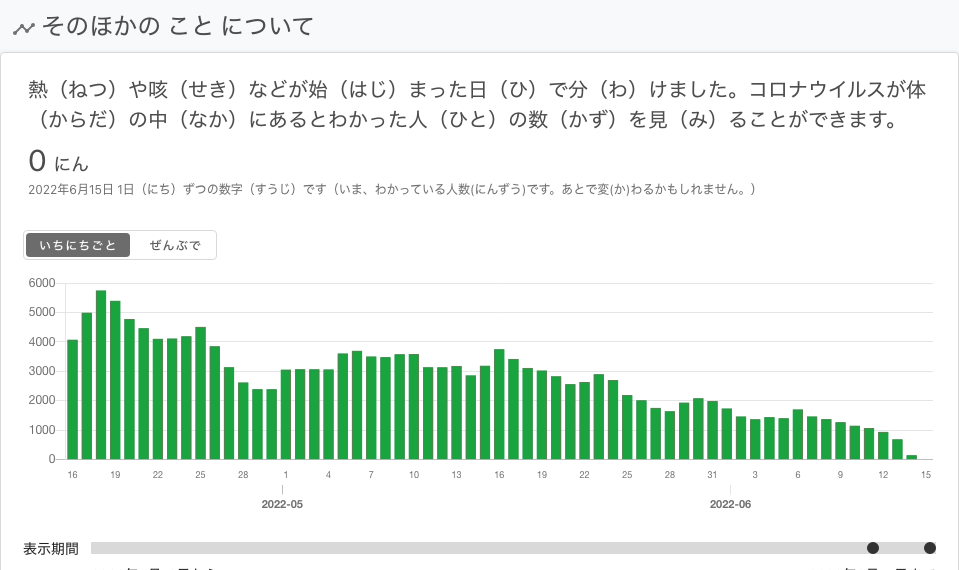 そのほかの こと について
熱（ねつ）や咳（せき）などが始（はじ）まった日（ひ）で分（わ）けました。コロナウイルスが体
（からだ）の中（なか）にあるとわかった人（ひと）の数（かず）を見（み）ることができます。
0 にん
2022年6月15日 1日（にち）ずつの数字（すうじ）です（いま、わかっている人数(にんずう)です。あとで変(か)わるかもしれません。）
いちにちごと ぜんぶで
6000
5000
4000
3000
2000
1000
0
16 19 22 25 28 1 4 7 10 13 16 19 22 25 28 31 3 6 9 12 15
2022-05 2022-06
表示期間